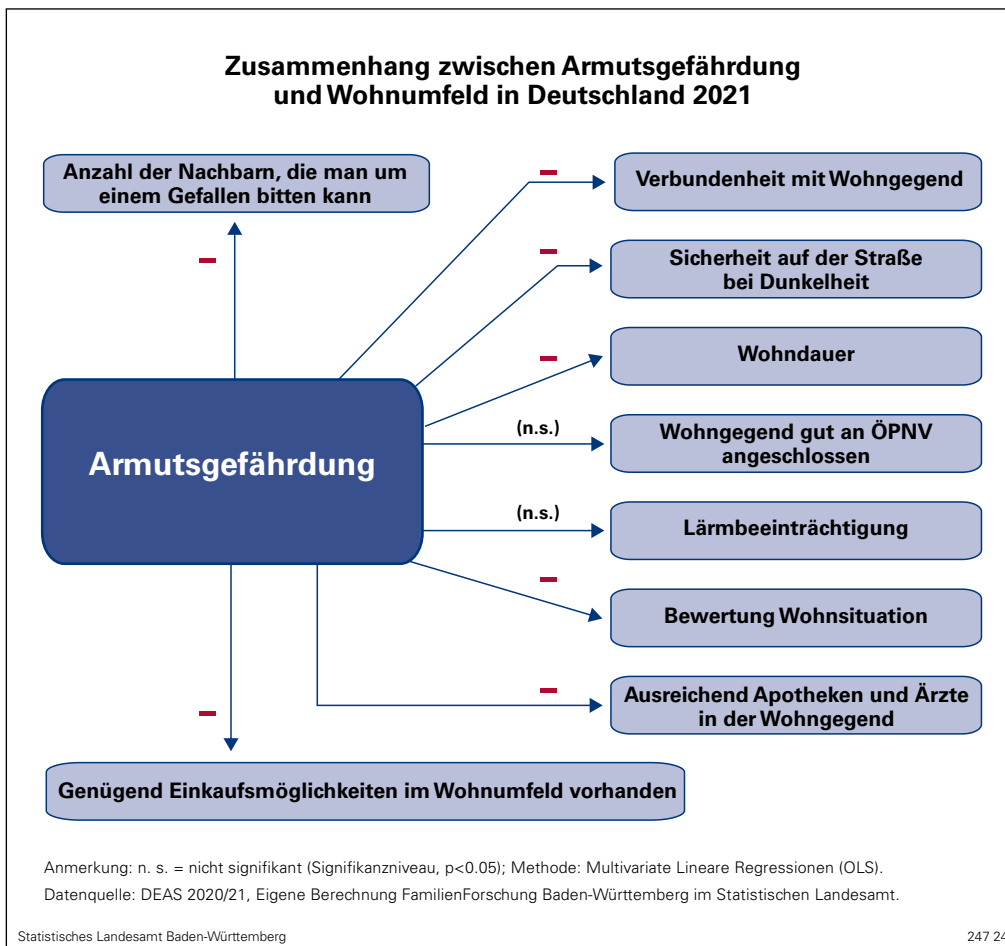 Zusammenhang zwischen Armutsgefährdung
und Wohnumfeld in Deutschland 2021
Anzahl der Nachbarn, die man um
einem Gefallen bitten kann
–
–
Verbundenheit mit Wohngegend
–
Sicherheit auf der Straße
bei Dunkelheit
–
Wohndauer
Armutsgefährdung
(n.s.)
Wohngegend gut an ÖPNV
angeschlossen
(n.s.)
Lärmbeeinträchtigung
–
Bewertung Wohnsituation
–
Ausreichend Apotheken und Ärzte
in der Wohngegend
–
Genügend Einkaufsmöglichkeiten im Wohnumfeld vorhanden
Anmerkung: n. s. = nicht signifikant (Signifikanzniveau, p<0.05); Methode: Multivariate Lineare Regressionen (OLS).
Datenquelle: DEAS 2020/21, Eigene Berechnung FamilienForschung Baden-Württemberg im Statistischen Landesamt.
Statistisches Landesamt Baden-Württemberg
247 24